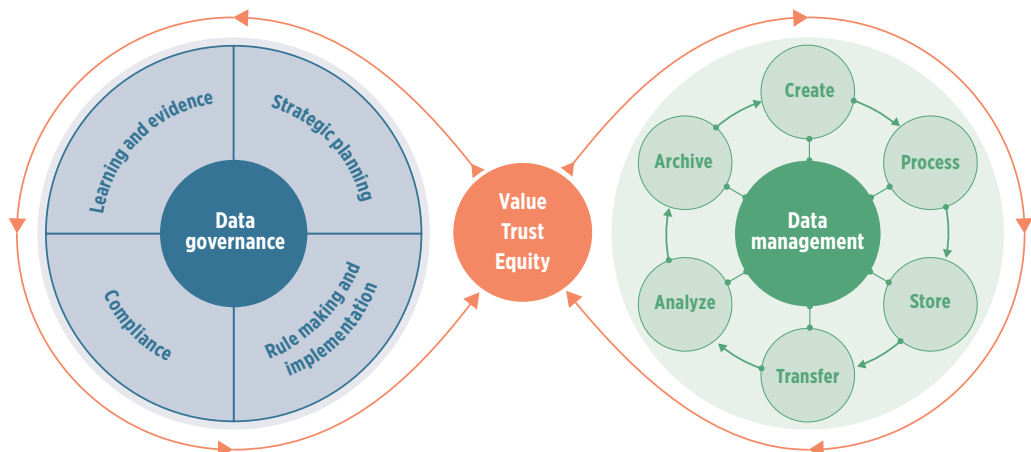 Learning and evidence
Strategic planning
Data
governance
Compliance
Rule making and
implementation
Value
Trust
Equity
Create
Archive
Process
Data
management
Analyze
Store
Transfer